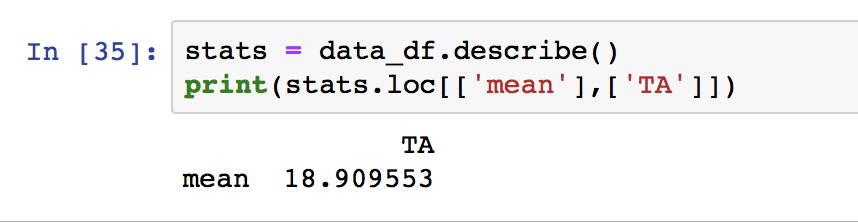 In [35]: stats = data_df.describe()
print(stats.loc[['mean'],['TA']])
TA
mean 18.909553